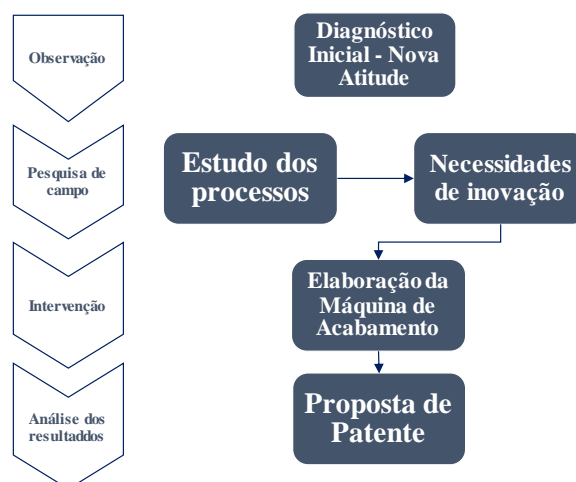 Observação
Diagnóstico
Inicial - Nova
Atitude
Pesquisa de
campo
Estudo dos
processos
Necessidades
de inovação
Intervenção
Elaboração da
Máquina de
Acabamento
Análise dos
resultaddos
Proposta de
Patente